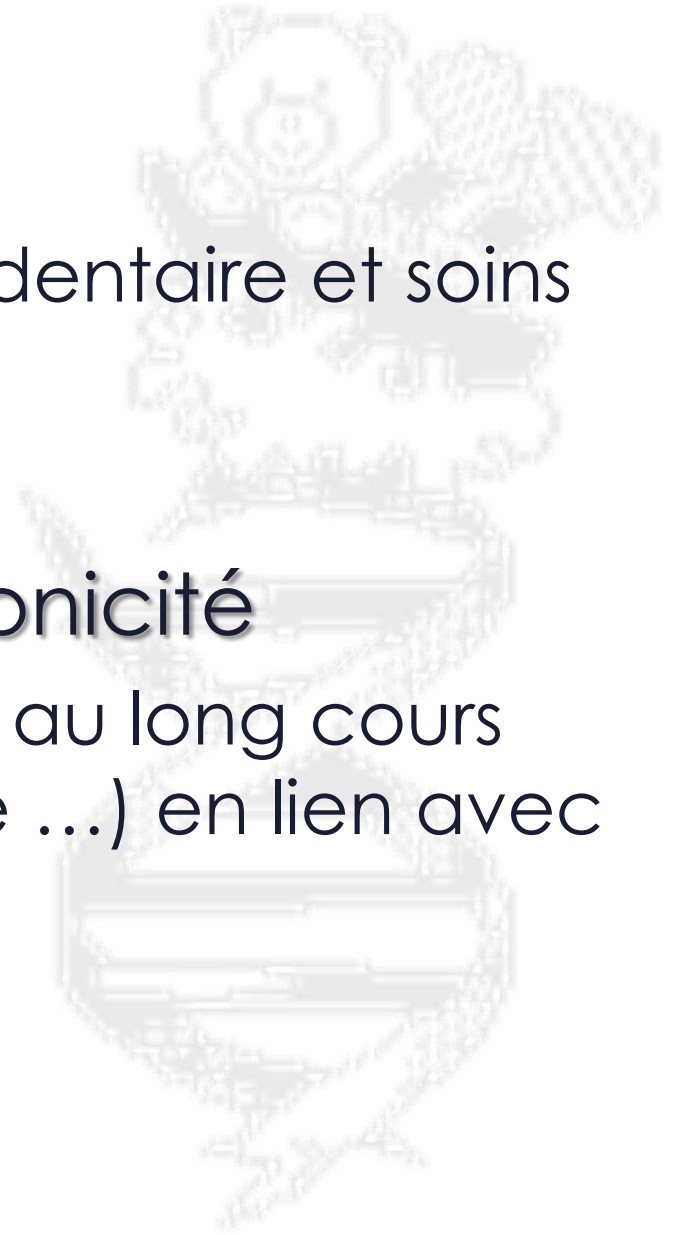 dentaire et soins
onicité
au long cours
e …) en lien avec